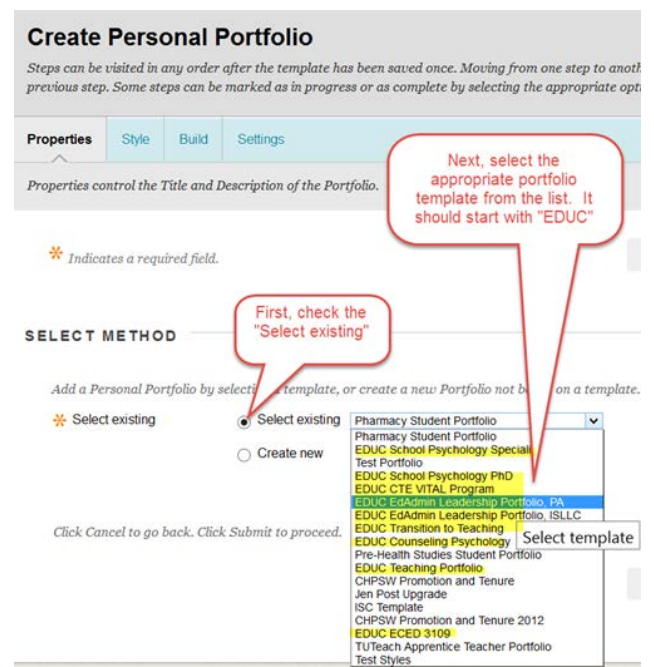 Create Personal Portfolio
Steps can be visited in any order after the template has been saved once. Moving from one step to anoth
previous step. Some steps can be marked as in progress or as complete by selecting the appropriate opti
Properties Style Build Settings
Properties control the Title and Description of the Portfolio.
Next, select the
appropriate portfolio
template from the list. It
should start with "EDUC"
* Indicates a required field.
First, check the
"Select existing"
SELECT METHOD
Add a Personal Portfolio by template, or create a new Portfolio not on a template.
* Select existing
Select existing
Pharmacy Student Portfolio
Create new
Pharmacy Student Portfolio
EDUC School Psychology Speciali
Test Portfolio
EDUC School Psychology PhD
EDUC CTE VITAL Program
EDUC EdAdmin Leadership Portfolio, PA
EDUC EdAdmin Leadership Portfolio, ISLLC
EDUC Transition to Teaching
EDUC Counseling Psychology
Select template
Pre-Health Studies Student Portfolio
EDUC Teaching Portfolio
CHPSW Promotion and Tenure
Jen Post Upgrade
ISC Template
CHPSW Promotion and Tenure 2012
EDUC ECED 3109
TUTeach Apprentice Teacher Portfolio
Test Styles
Click Cancel to go back. Click Submit to proceed.